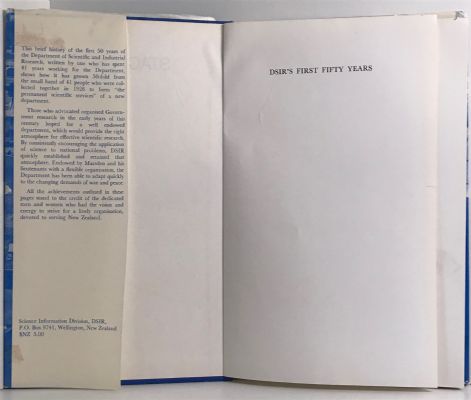 This brief history of the first 50 years of
the Department of Scientific and Industrial
Research, written by one who has spent
41 years working for the Department,
shows how it has grown 50-fold from
the small band of 41 people who were col-
lected together in 1926 to form "the
permanent scientific services" of a new
department.
Those who advocated organised Govern-
ment research in the early years of this
century hoped for a well endowed
department, which would provide the right
atmosphere for effective scientific research.
By consistently encouraging the application
of science to national problems, DSIR
quickly established and retained that
atmosphere. Endowed by Marsden and his
lieutenants with a flexible organisation, the
Department has been able to adapt quickly
to the changing demands of war and peace.
All the achievements outlined in these
pages stand to the credit of the dedicated
men and women who had the vision and
energy to strive for a lively organisation,
devoted to serving New Zealand.
Science Information Division, DSIR,
P.O. Box 9741, Wellington, New Zealand
$NZ 5.00
DSIR'S FIRST FIFTY YEARS